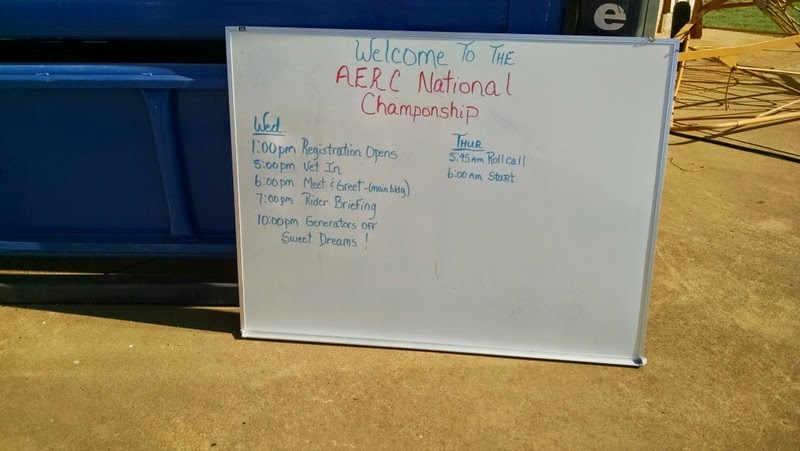 e
Welcome To THE
AERC National
Champonship
Wed.
1:00pm Registration Opens
5:00pm Vet In
6:00pm Meet & Greet-(main bldg)
7:00pm Rider Briefing
10:00pm Generators off
Sweet Dreams !
THUR
5:45am Roll call
6:00am Start